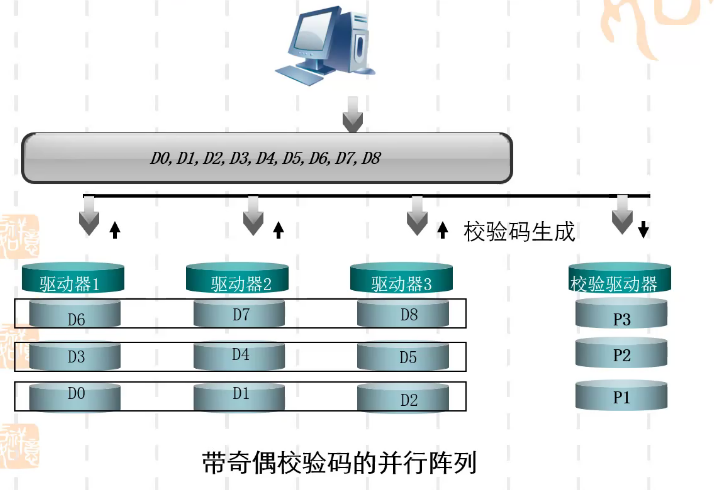 D0,D1,D2,D3,D4,D5,D6,D7,D8
校验码生成
驱动器1 驱动器2 驱动器3 校验驱动器
D6 D7 D8 P3
D3 D4 D5 P2
D0 D1 D2 P1
带奇偶校验码的并行阵列